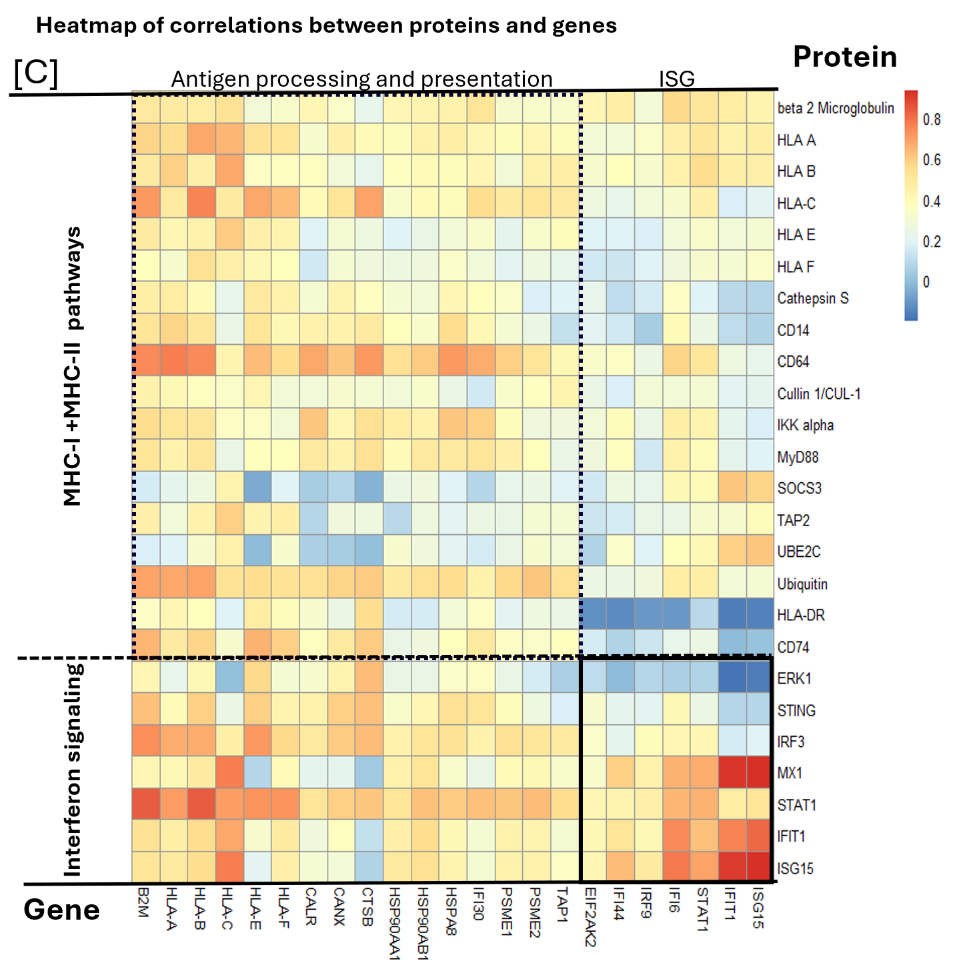 Heatmap of correlations between proteins and genes
Protein
[C]
Antigen processing and presentation
ISG
beta 2 Microglobulin
HLA A
HLA B
HLA-C
HLA E
HLA F
Cathepsin S
CD14
CD64
Cullin 1/CUL-1
IKK alpha
MyD88
SOCS3
TAP2
UBE2C
Ubiquitin
HLA-DR
CD74
ERK1
STING
IRF3
MX1
STAT1
IFIT1
ISG15
0.8
0.6
0.4
0.2
0
MHC-I +MHC-II pathways
Interferon signaling
Gene
B2M
HLA-A
HLA-B
HLA-C
HLA-E
HLA-F
CALR
CANX
CTSB
HSP90AA1
HSP90AB1
HSPA8
IFI30
PSME1
PSME2
TAP1
EIF2AK2
IFI44
IRF9
IFI6
STAT1
IFIT1
ISG15